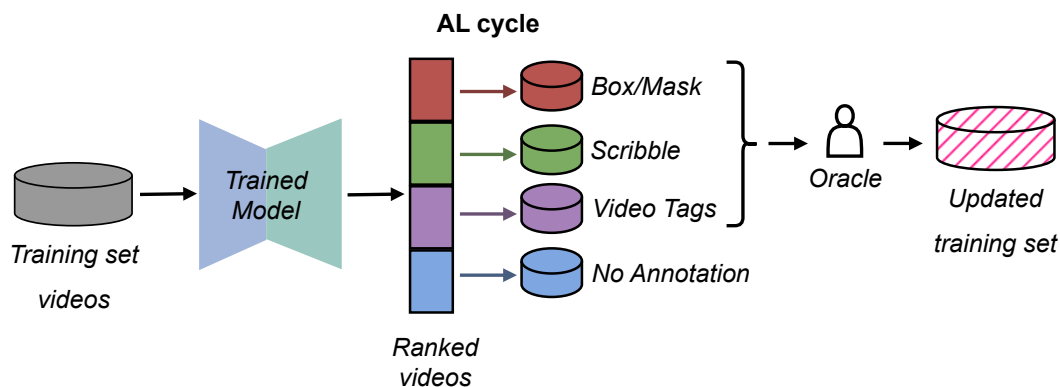 AL cycle
Training set
videos
Trained
Model
Ranked
videos
Box/Mask
Scribble
Video Tags
No Annotation
Oracle
Updated
training set